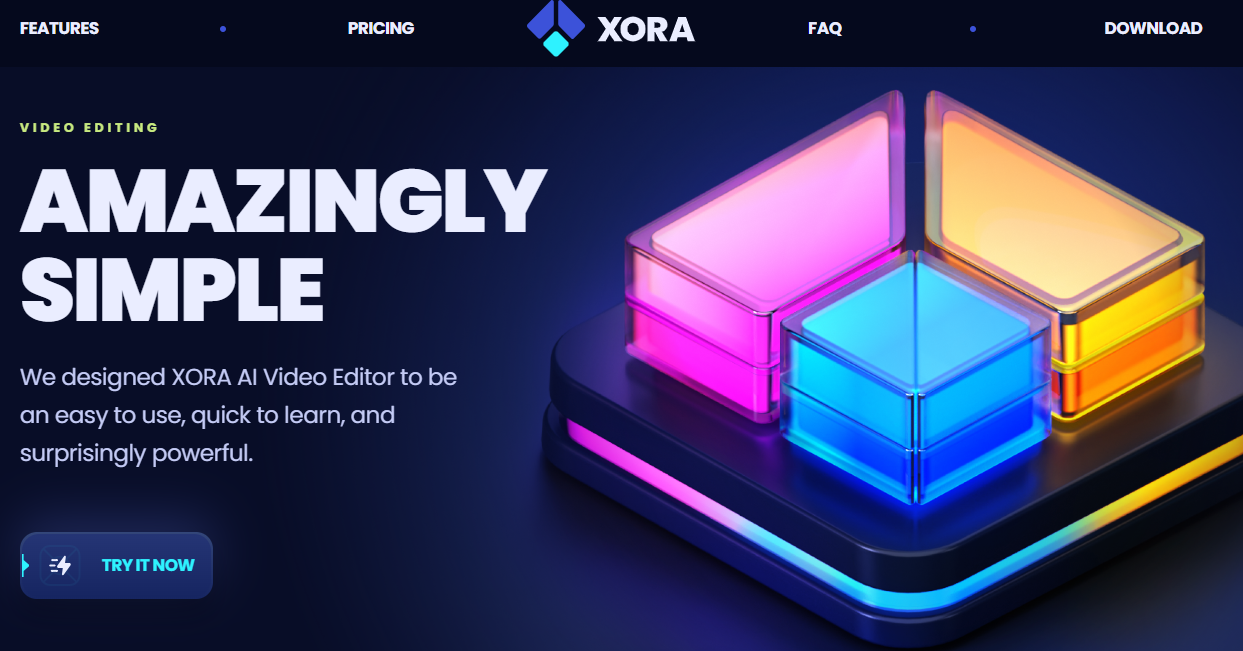 FEATURES PRICING XORA FAQ DOWNLOAD
VIDEO EDITING
AMAZINGLY
SIMPLE
We designed XORA AI Video Editor to be
an easy to use, quick to learn, and
surprisingly powerful.
TRY IT NOW